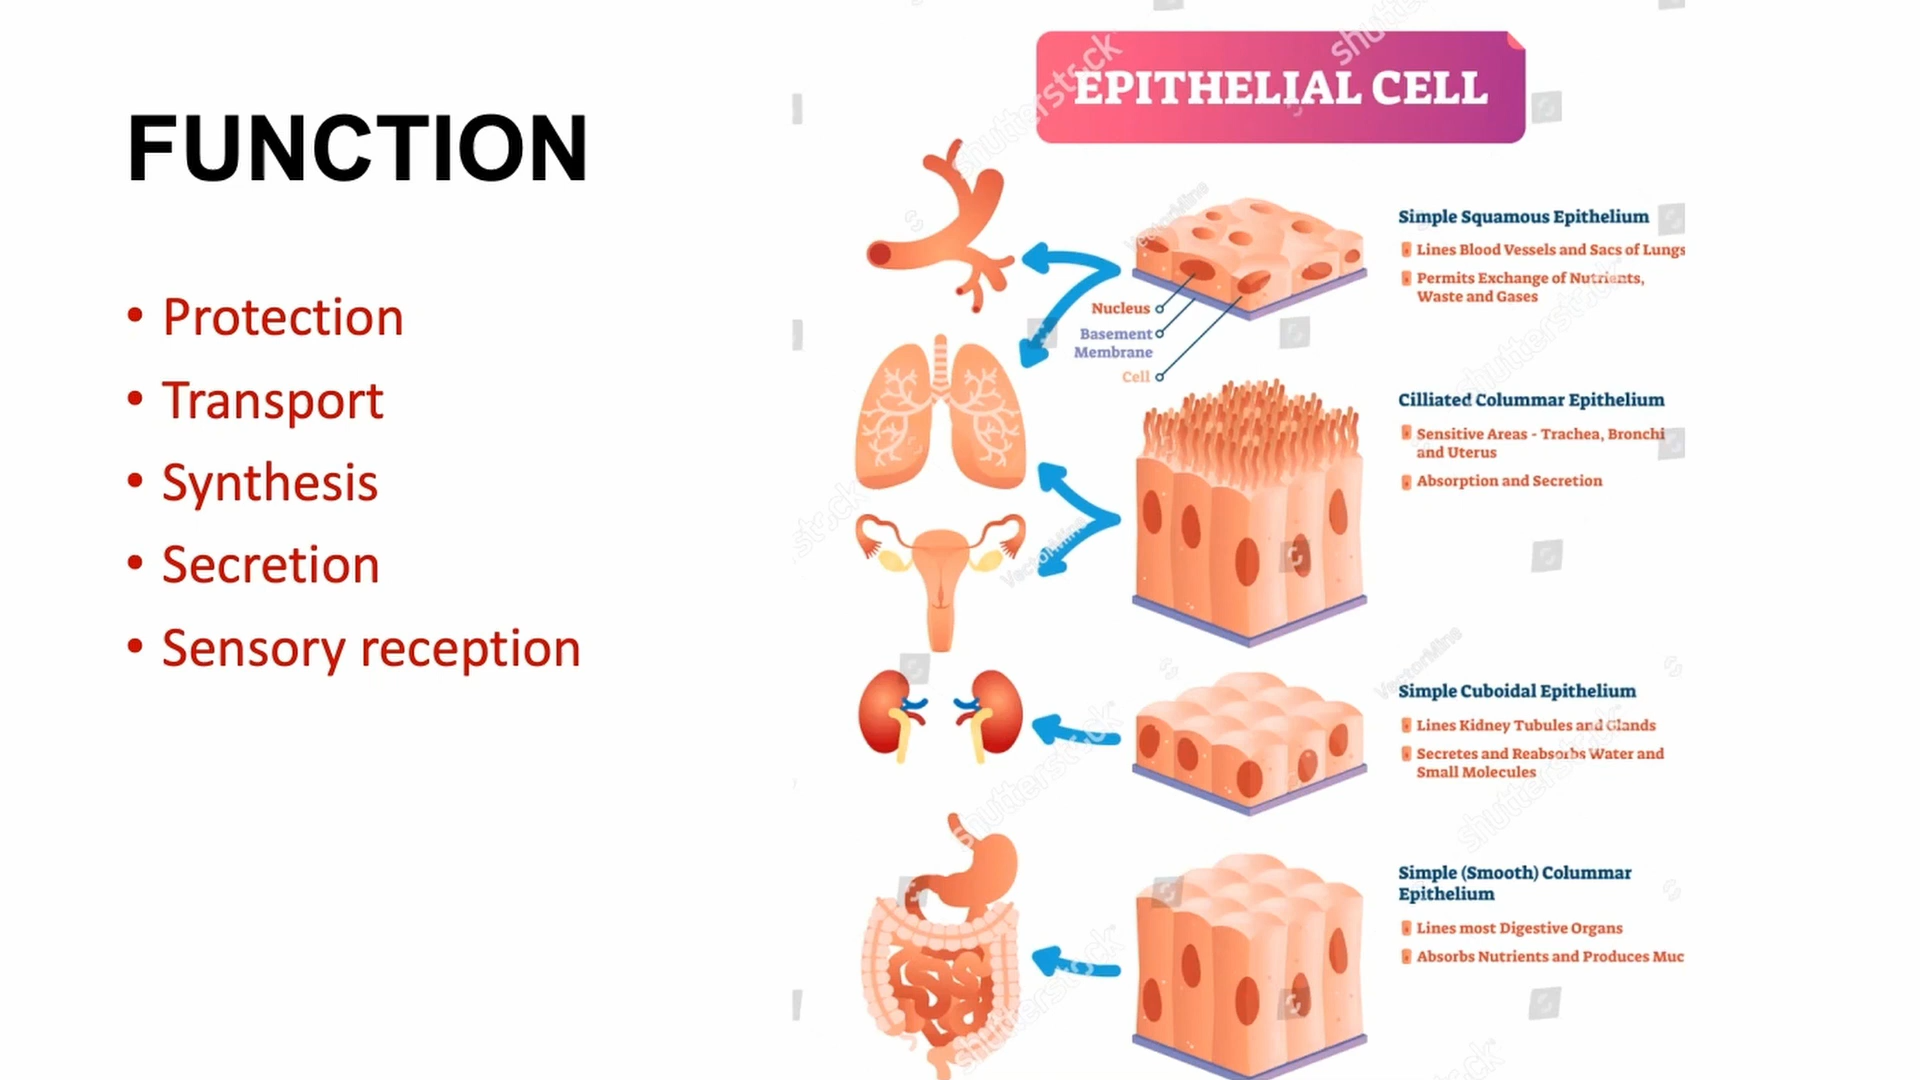 FUNCTION
• Protection
• Transport
• Synthesis
• Secretion
• Sensory reception
EPITHELIAL CELL
Nucleus
Basement
Membrane
Cell
Simple Squamous Epithelium
Lines Blood Vessels and Sacs of Lungs
Permits Exchange of Nutrients,
Waste and Gases
Cilliated Colummar Epithelium
Sensitive Areas - Trachea, Bronchi
and Uterus
Absorption and Secretion
Simple Cuboidal Epithelium
Lines Kidney Tubules and Glands
Secretes and Reabsorbs Water and
Small Molecules
Simple (Smooth) Colummar
Epithelium
Lines most Digestive Organs
Absorbs Nutrients and Produces Muc
shutterstock
VectorMine